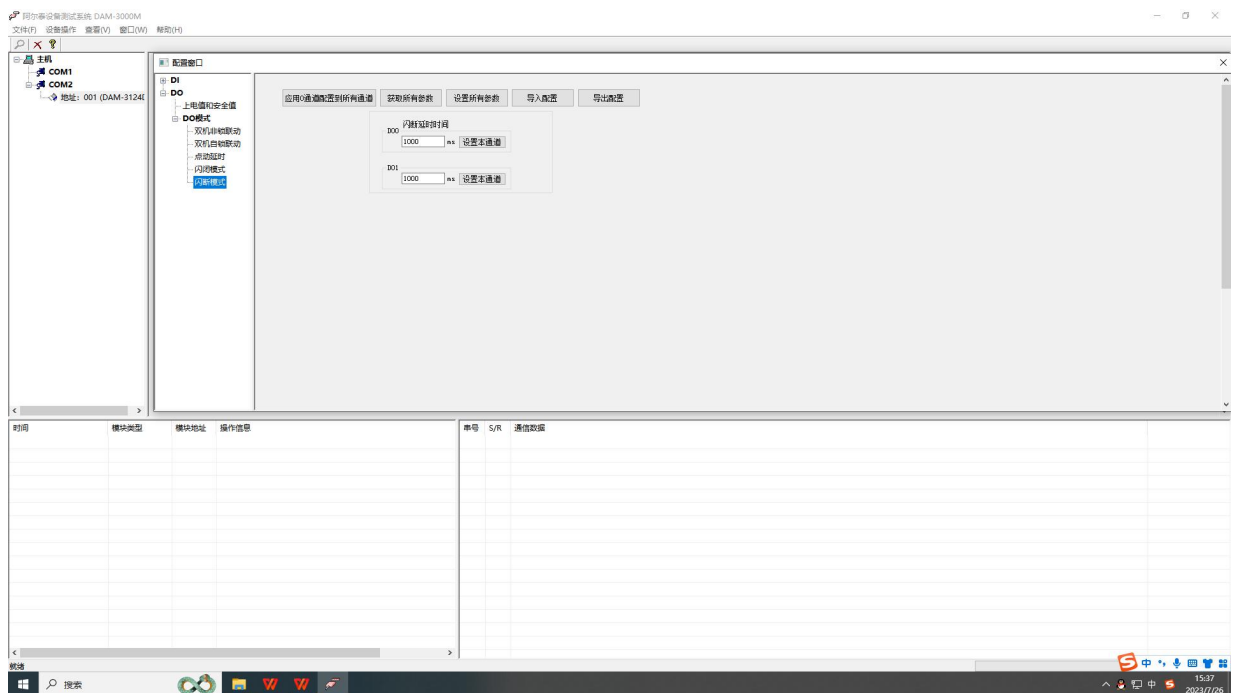 阿尔泰设备测试系统 DAM-3000M
文件(F) 设备操作 查看(V) 窗口(W) 帮助(H)
主机
COM1
COM2
地址: 001 (DAM-3124
配置窗口
DI
DO
上电值和安全值
DO模式
双机非锁联动
双机自锁联动
点动延时
闪闭模式
闪断模式
应用0通道配置到所有通道 获取所有参数 设置所有参数 导入配置 导出配置
闪断延时时间
DO0
1000 ms 设置本通道
DO1
1000 ms 设置本通道
时间 模块类型 模块地址 操作信息
串号 S/R 通信数据
就绪
搜索
中
中
15:37
2023/7/26